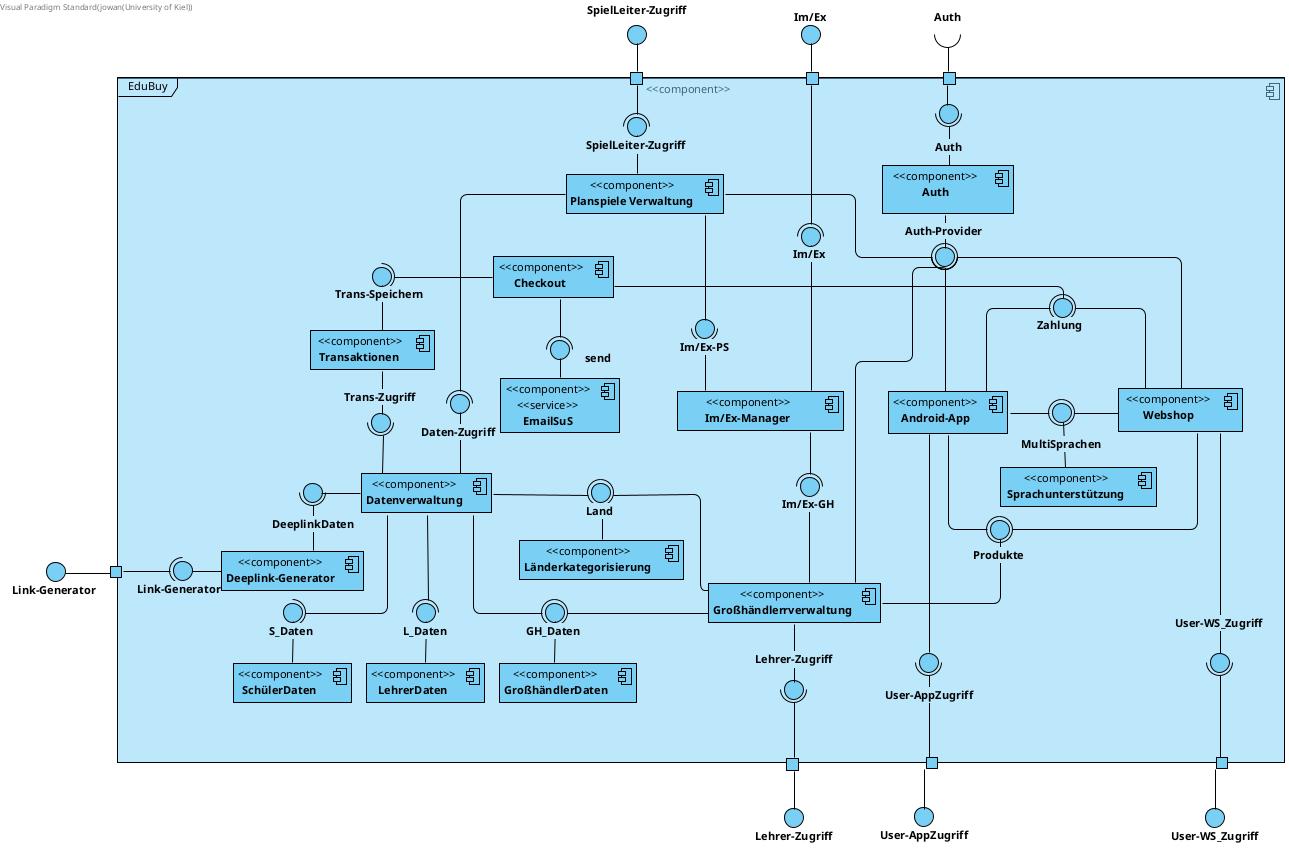 Visual Paradigm Standard(jowan(University of Kiel))
SpielLeiter-Zugriff
Im/Ex
Auth
EduBuy
<<component>>
SpielLeiter-Zugriff
Auth
<<component>>
Planspiele Verwaltung
<<component>>
Auth
Auth-Provider
Im/Ex
<<component>>
Checkout
Trans-Speichern
Zahlung
<<component>>
Transaktionen
send
Im/Ex-PS
Trans-Zugriff
<<component>>
<<service>>
EmailSuS
<<component>>
Im/Ex-Manager
<<component>>
Android-App
<<component>>
Webshop
Daten-Zugriff
MultiSprachen
<<component>>
Datenverwaltung
<<component>>
Sprachunterstützung
DeeplinkDaten
Land
Im/Ex-GH
<<component>>
Deeplink-Generator
<<component>>
Länderkategorisierung
Produkte
Link-Generator
Link-Generator
<<component>>
Großhändlerrverwaltung
S_Daten
L_Daten
GH_Daten
User-WS_Zugriff
<<component>>
SchülerDaten
<<component>>
LehrerDaten
<<component>>
GroßhändlerDaten
Lehrer-Zugriff
User-AppZugriff
Lehrer-Zugriff
User-AppZugriff
User-WS_Zugriff